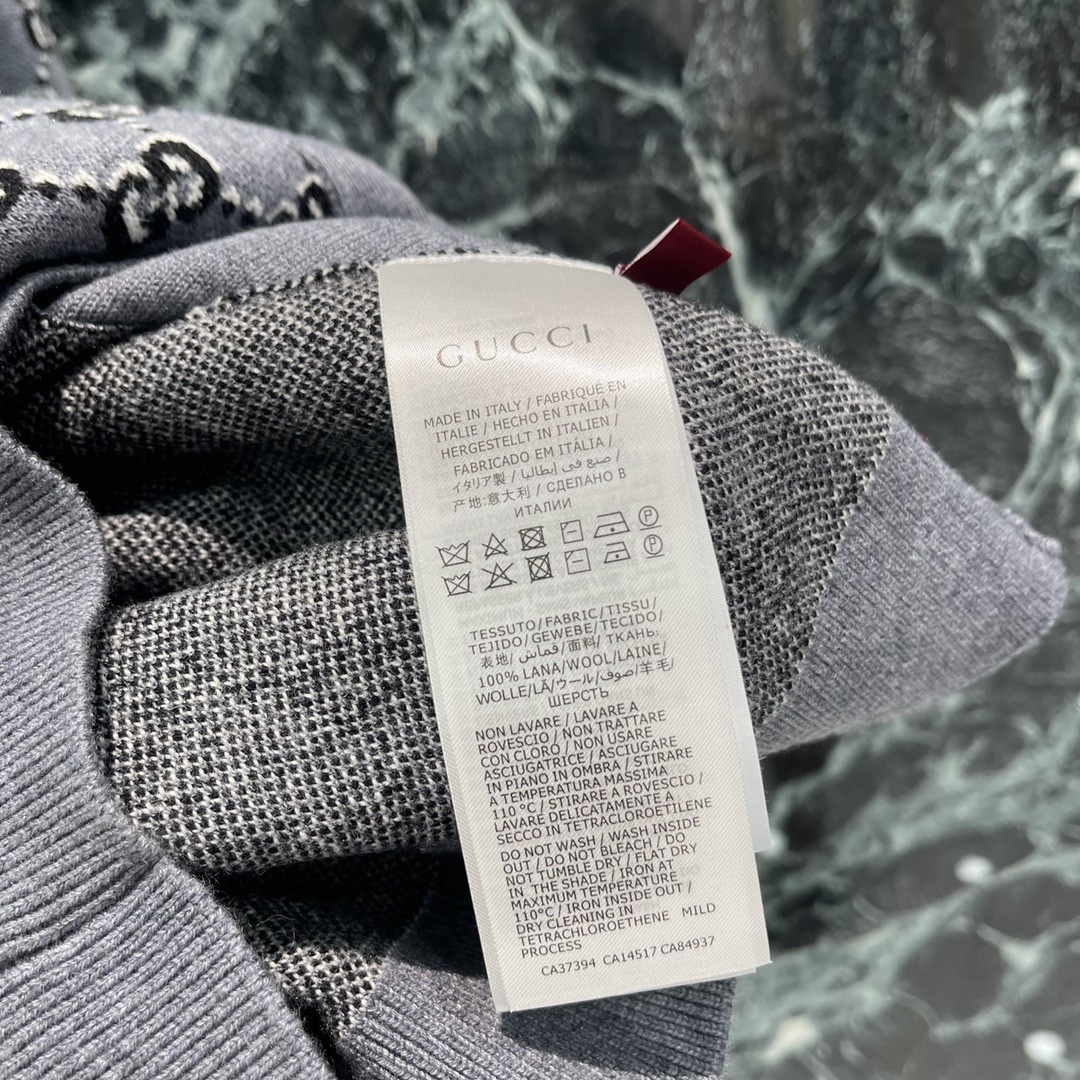 GUCCI
MADE IN ITALY / FABRIQUÉ EN
ITALIE / HECHO EN ITALIA /
HERGESTELLT IN ITALIEN /
FABRICADO EM ITÁLIA /
イタリア製 / صنع في إيطاليا /
产地:意大利 / СДЕЛАНО В
ИТАЛИИ
P
P
TESSUTO/FABRIC/TISSU/
TEJIDO/GEWEBE/TECIDO/
表地/قماش/面料/ТКАНЬ:
100% LANA/WOOL/LAINE/
WOLLE/LÃ/ウール/صوف/羊毛/
ШЕРСТЬ
NON LAVARE / LAVARE A
ROVESCIO / NON TRATTARE
CON CLORO / NON USARE
ASCIUGATRICE / ASCIUGARE
IN PIANO IN OMBRA / STIRARE
A TEMPERATURA MASSIMA
110 °C / STIRARE A ROVESCIO /
LAVARE DELICATAMENTE A
SECCO IN TETRACLOROETILENE
DO NOT WASH / WASH INSIDE
OUT / DO NOT BLEACH / DO
NOT TUMBLE DRY / FLAT DRY
IN THE SHADE / IRON AT
MAXIMUM TEMPERATURE
110°C / IRON INSIDE OUT /
DRY CLEANING IN
TETRACHLOROETHENE MILD
PROCESS
CA37394 CA14517 CA84937